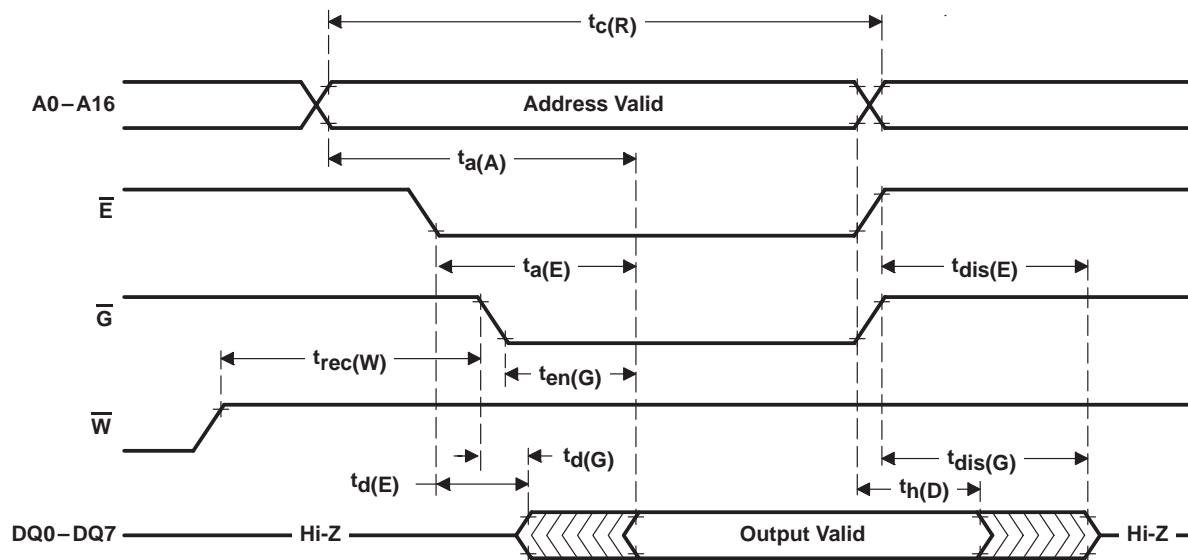 tc(R)
A0–A16
Address Valid
ta(A)
E
ta(E)
tdis(E)
G
trec(W)
ten(G)
W
td(G)
tdis(G)
td(E)
th(D)
DQ0–DQ7
Hi-Z
Output Valid
Hi-Z